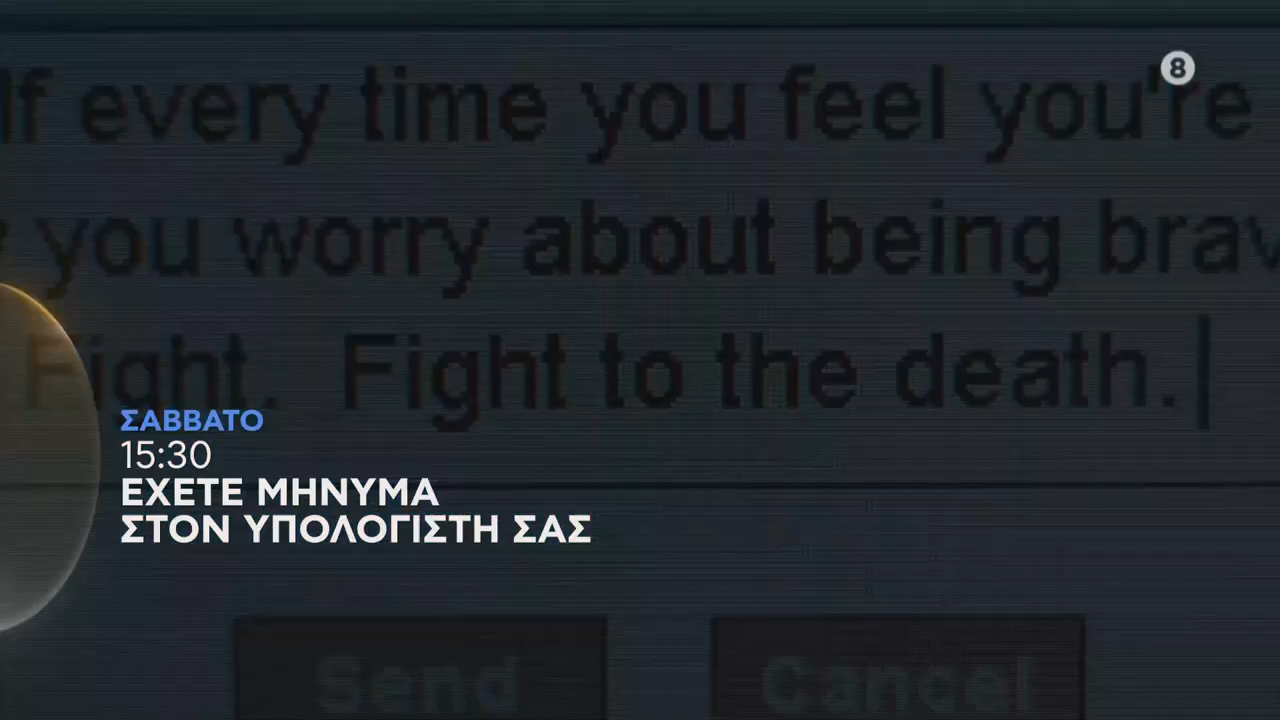 8
If every time you feel you're
you worry about being brav
Fight. Fight to the death.
ΣΑΒΒΑΤΟ
15:30
ΕΧΕΤΕ ΜΗΝΥΜΑ
ΣΤΟΝ ΥΠΟΛΟΓΙΣΤΗ ΣΑΣ
Send Cancel